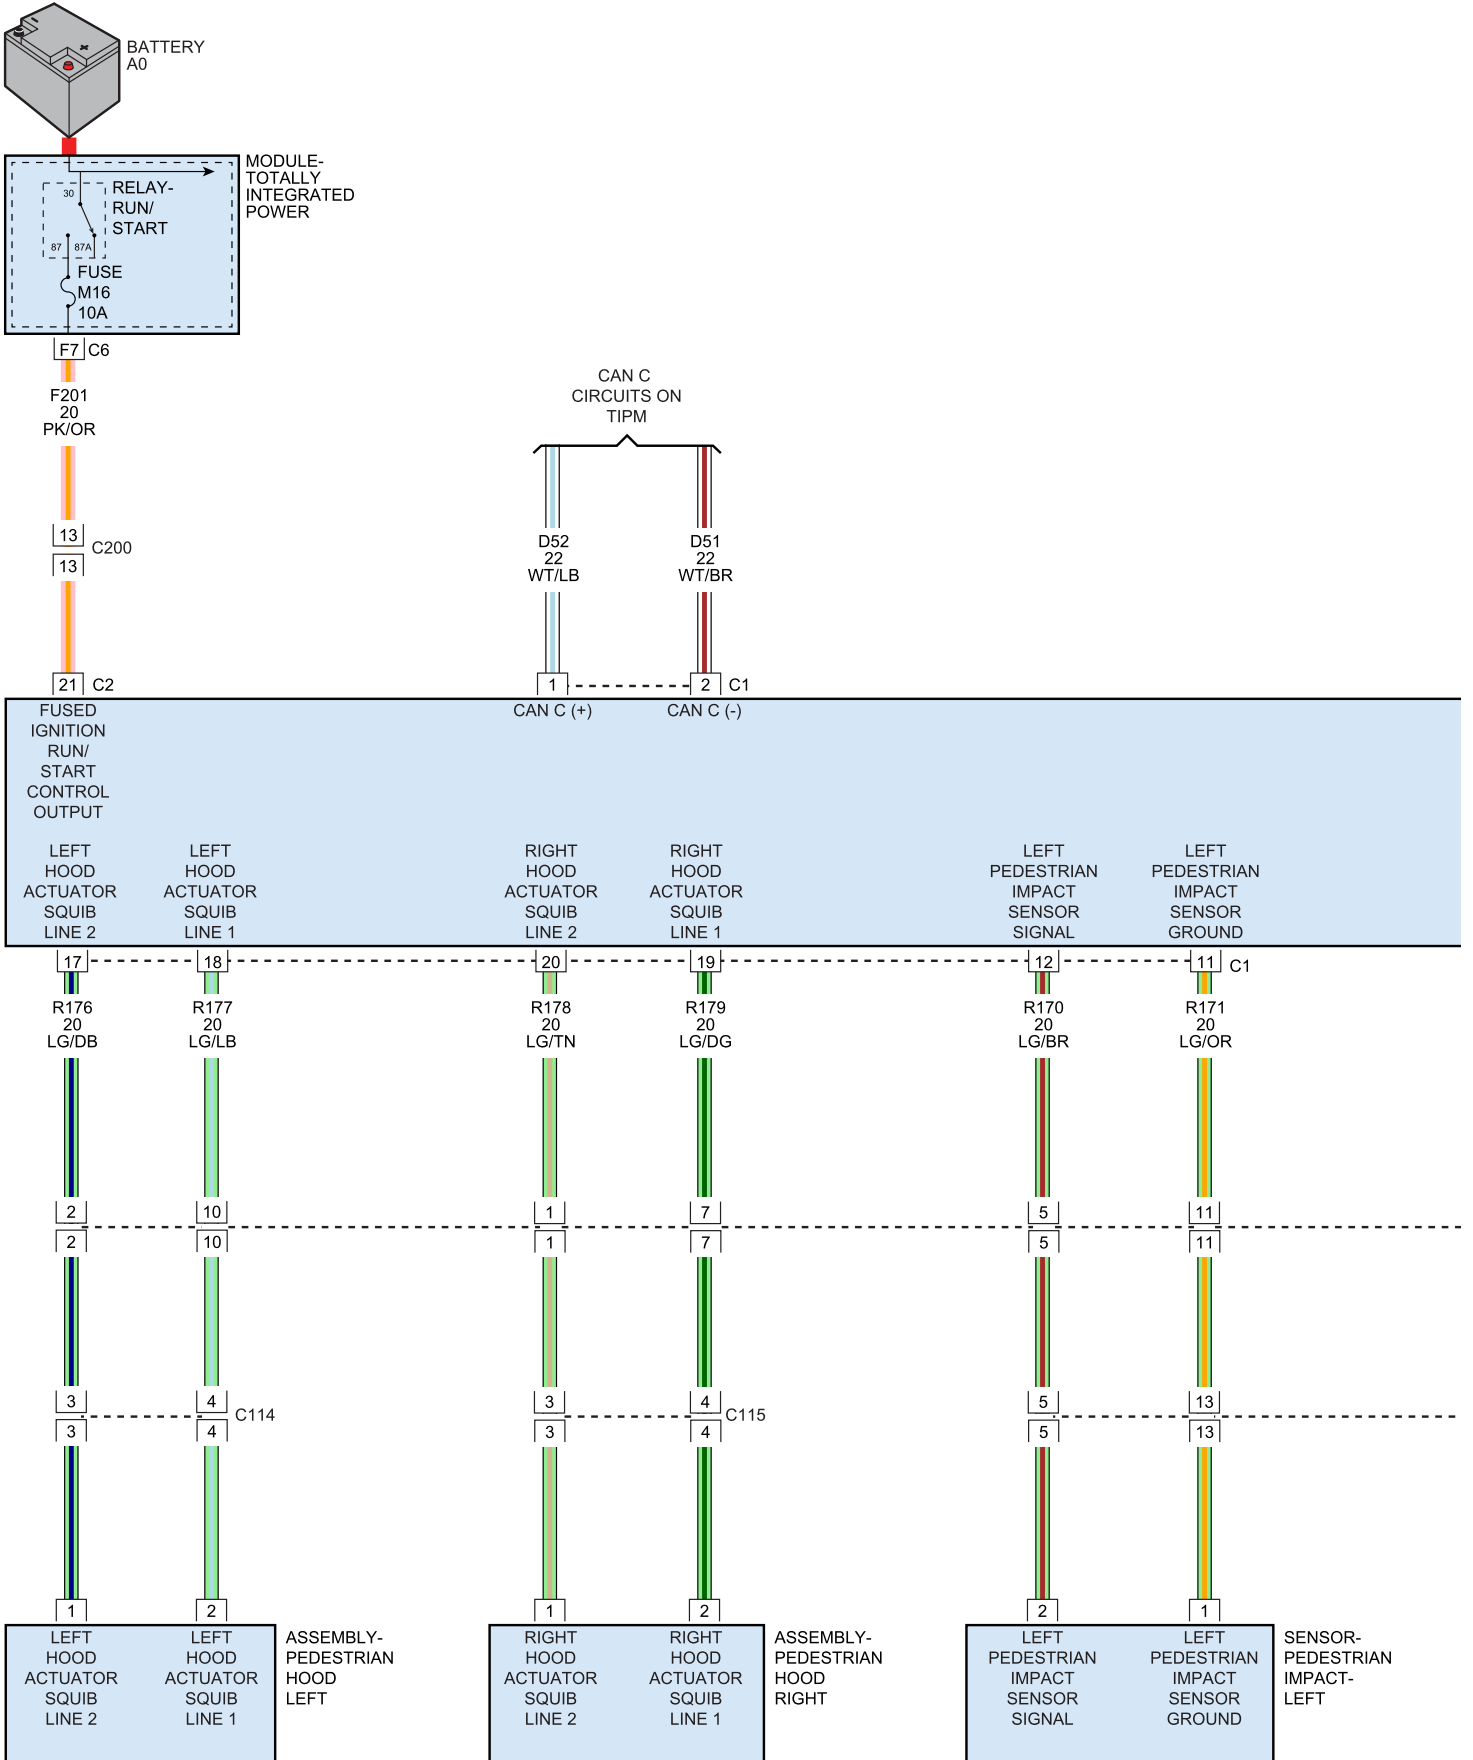 BATTERY
A0
MODULE-
TOTALLY
INTEGRATED
POWER
30
RELAY-
RUN/
START
87
87A
FUSE
M16
10A
F7
C6
F201
20
PK/OR
13
C200
13
CAN C
CIRCUITS ON
TIPM
D52
22
WT/LB
D51
22
WT/BR
21
C2
1
2
C1
FUSED
IGNITION
RUN/
START
CONTROL
OUTPUT
CAN C (+)
CAN C (-)
LEFT
HOOD
ACTUATOR
SQUIB
LINE 2
LEFT
HOOD
ACTUATOR
SQUIB
LINE 1
RIGHT
HOOD
ACTUATOR
SQUIB
LINE 2
RIGHT
HOOD
ACTUATOR
SQUIB
LINE 1
LEFT
PEDESTRIAN
IMPACT
SENSOR
SIGNAL
LEFT
PEDESTRIAN
IMPACT
SENSOR
GROUND
17
18
20
19
12
11
C1
R176
20
LG/DB
R177
20
LG/LB
R178
20
LG/TN
R179
20
LG/DG
R170
20
LG/BR
R171
20
LG/OR
2
10
1
7
5
11
2
10
1
7
5
11
3
4
C114
3
4
C115
5
13
3
4
3
4
5
13
1
2
1
2
2
1
LEFT
HOOD
ACTUATOR
SQUIB
LINE 2
LEFT
HOOD
ACTUATOR
SQUIB
LINE 1
ASSEMBLY-
PEDESTRIAN
HOOD
LEFT
RIGHT
HOOD
ACTUATOR
SQUIB
LINE 2
RIGHT
HOOD
ACTUATOR
SQUIB
LINE 1
ASSEMBLY-
PEDESTRIAN
HOOD
RIGHT
LEFT
PEDESTRIAN
IMPACT
SENSOR
SIGNAL
LEFT
PEDESTRIAN
IMPACT
SENSOR
GROUND
SENSOR-
PEDESTRIAN
IMPACT-
LEFT